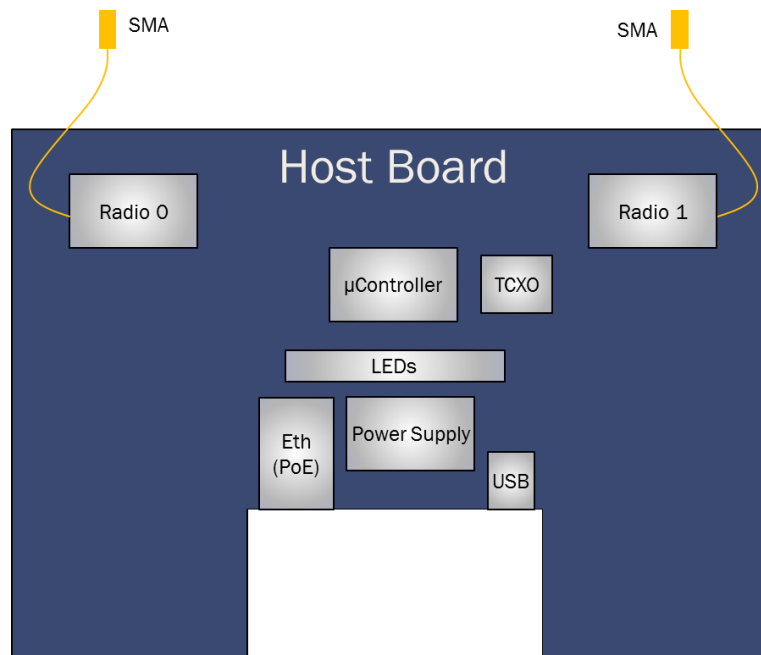 SMA
SMA
Host Board
Radio 0
Radio 1
µController
TCXO
LEDs
Eth
(PoE)
Power Supply
USB